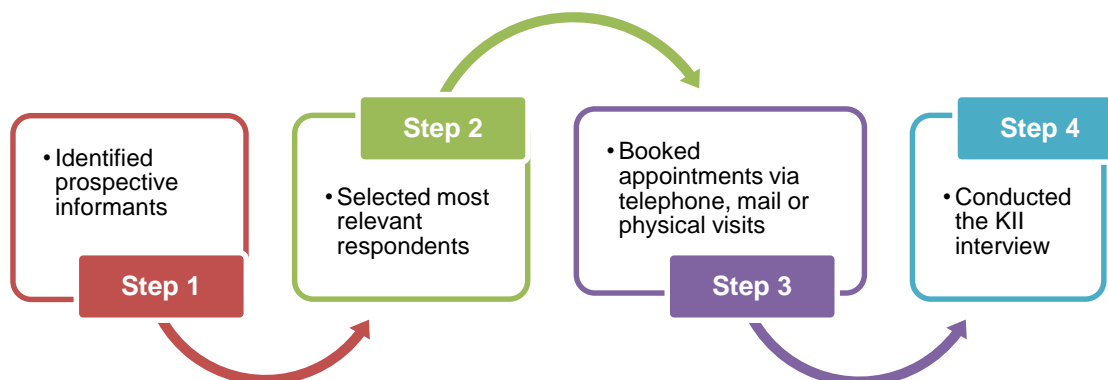 • Identified
prospective
informants
Step 1
Step 2
• Selected most
relevant
respondents
• Booked
appointments via
telephone, mail or
physical visits
Step 3
Step 4
• Conducted
the KII
interview